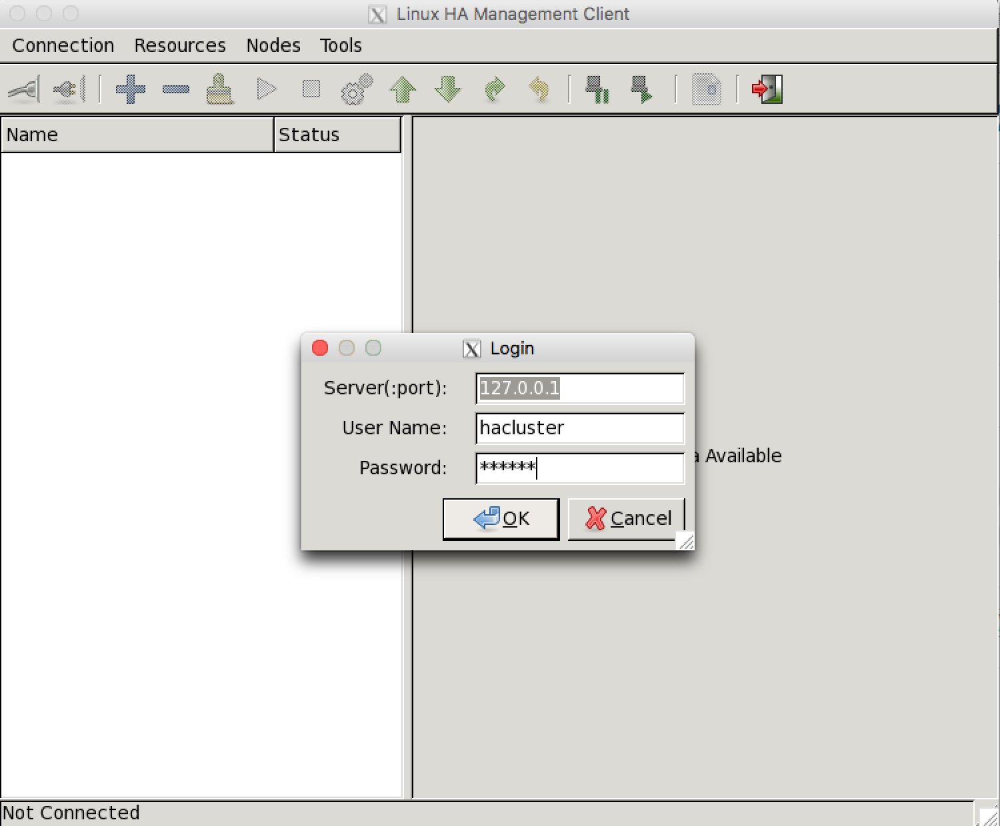 Linux HA Management Client
Connection Resources Nodes Tools
Name Status
Login
Server(:port): 127.0.0.1
User Name: hacluster
Available
Password: ******
OK Cancel
Not Connected